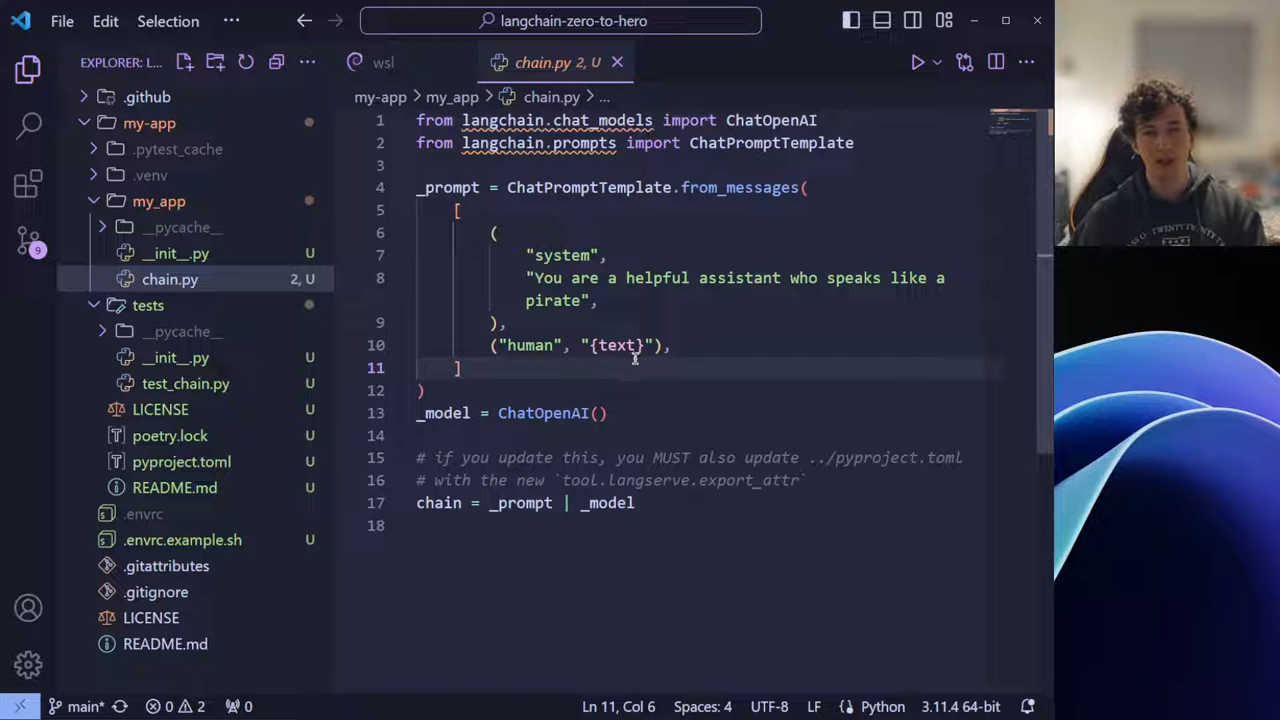 File Edit Selection ...
langchain-zero-to-hero
EXPLORER: L...
wsl
chain.py 2, U
my-app > my_app > chain.py > ...
.github
my-app
.pytest_cache
.venv
my_app
__pycache__
__init__.py U
chain.py 2, U
tests
__pycache__
__init__.py U
test_chain.py U
LICENSE U
poetry.lock U
pyproject.toml U
README.md U
.envrc
.envrc.example.sh U
.gitattributes
.gitignore
LICENSE
README.md
9
1 from langchain.chat_models import ChatOpenAI
2 from langchain.prompts import ChatPromptTemplate
3
4 _prompt = ChatPromptTemplate.from_messages(
5 [
6 (
7 "system",
8 "You are a helpful assistant who speaks like a
pirate",
9 ),
10 ("human", "{text}"),
11 ]
12 )
13 _model = ChatOpenAI()
14
15 # if you update this, you MUST also update ../pyproject.toml
16 # with the new `tool.langserve.export_attr`
17 chain = _prompt | _model
18
main* 0 2 0 Ln 11, Col 6 Spaces: 4 UTF-8 LF Python 3.11.4 64-bit